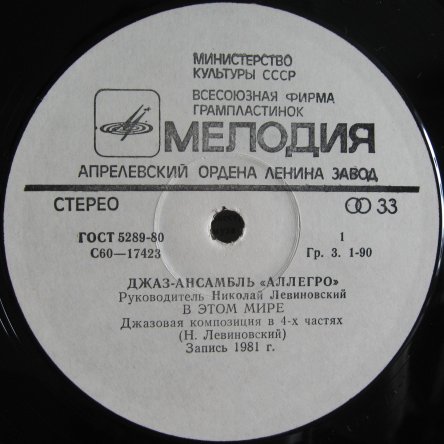 МИНИСТЕРСТВО
КУЛЬТУРЫ СССР
ВСЕСОЮЗНАЯ ФИРМА
ГРАМПЛАСТИНОК
МЕЛОДИЯ
АПРЕЛЕВСКИЙ ОРДЕНА ЛЕНИНА ЗАВОД
СТЕРЕО 33
ГОСТ 5289-80 1
С60—17423 Гр. 3. 1-90
ДЖАЗ-АНСАМБЛЬ «АЛЛЕГРО»
Руководитель Николай Левиновский
В ЭТОМ МИРЕ
Джазовая композиция в 4-х частях
(Н. Левиновский)
Запись 1981 г.